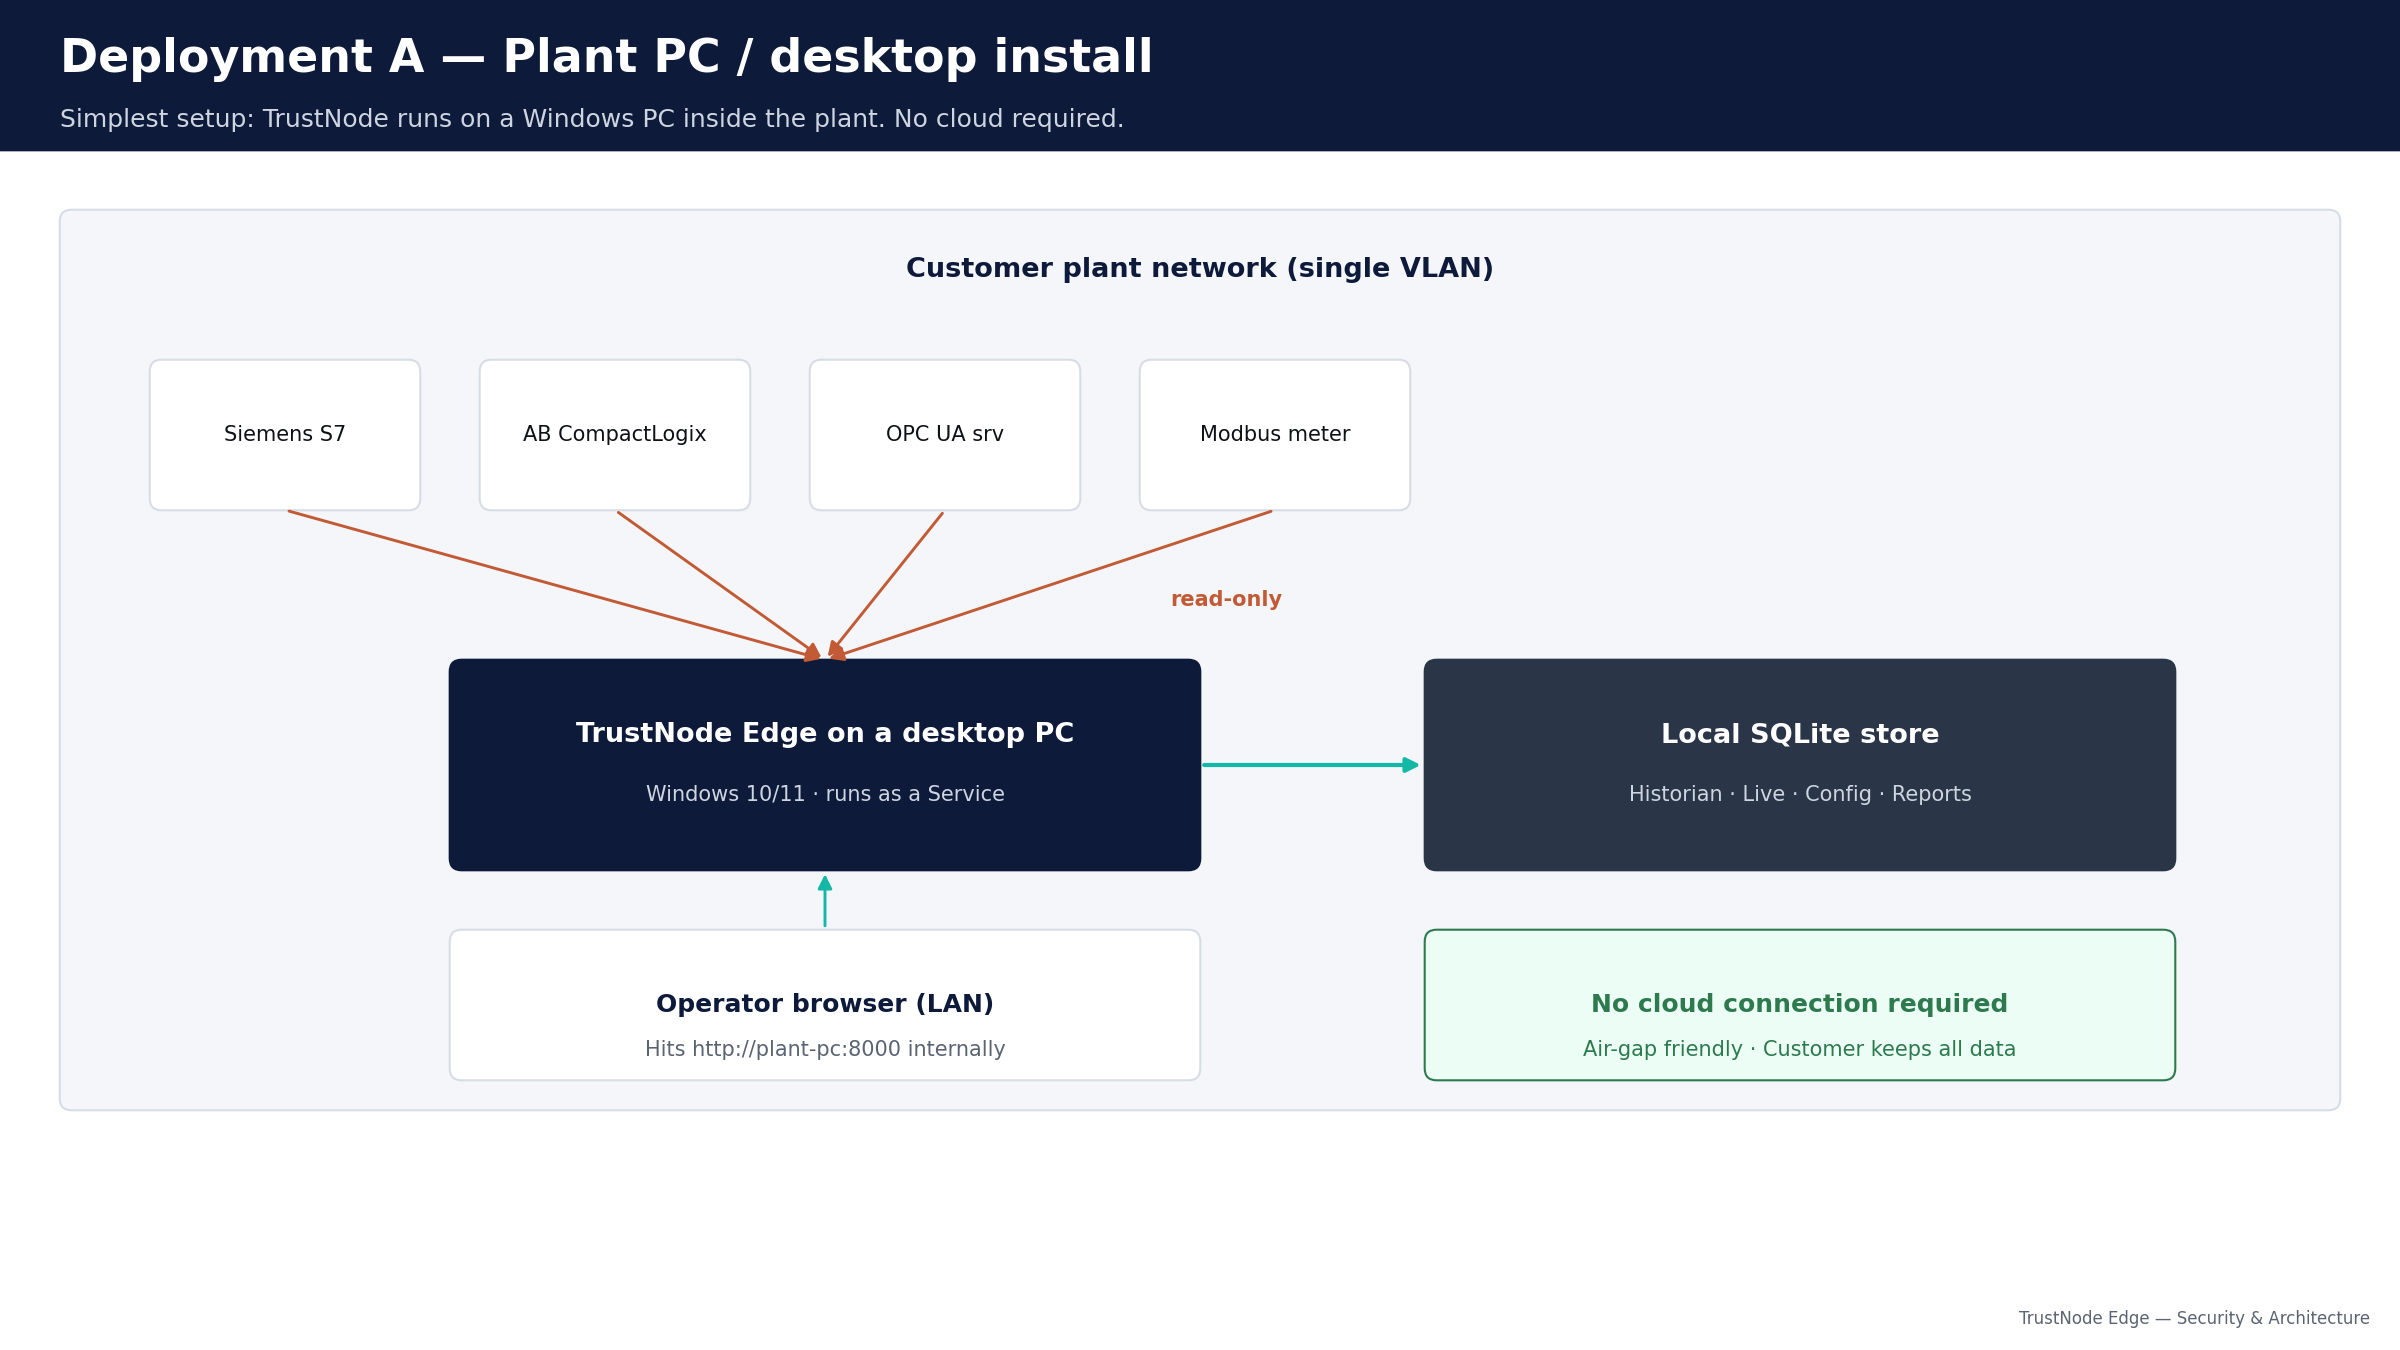 Deployment A — Plant PC / desktop install
Simplest setup: TrustNode runs on a Windows PC inside the plant. No cloud required.
Customer plant network (single VLAN)
Siemens S7
AB CompactLogix
OPC UA srv
Modbus meter
read-only
TrustNode Edge on a desktop PC
Windows 10/11 · runs as a Service
Local SQLite store
Historian · Live · Config · Reports
Operator browser (LAN)
Hits http://plant-pc:8000 internally
No cloud connection required
Air-gap friendly · Customer keeps all data
TrustNode Edge — Security & Architecture